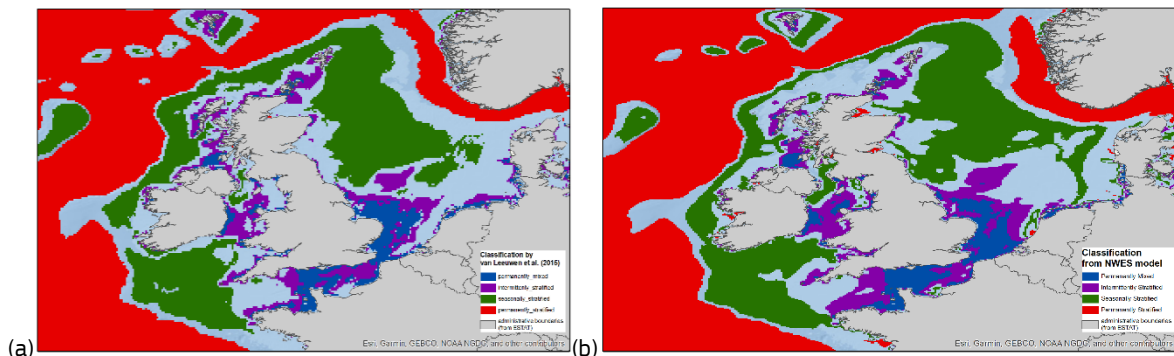 Classification by
van Leeuwen et al. (2015)
permanently_mixed
intermittently_stratified
seasonally_stratified
permanently_stratified
administrative boundaries
(from ESTAT)
Esri, Garmin, GEBCO, NOAA NGDC, and other contributors
(a)
Classification
from NWES model
Permanently Mixed
Intermittently Stratified
Seasonally Stratified
Permanently Stratified
administrative boundaries
(from ESTAT)
Esri, Garmin, GEBCO, NOAA NGDC, and other contributors
(b)